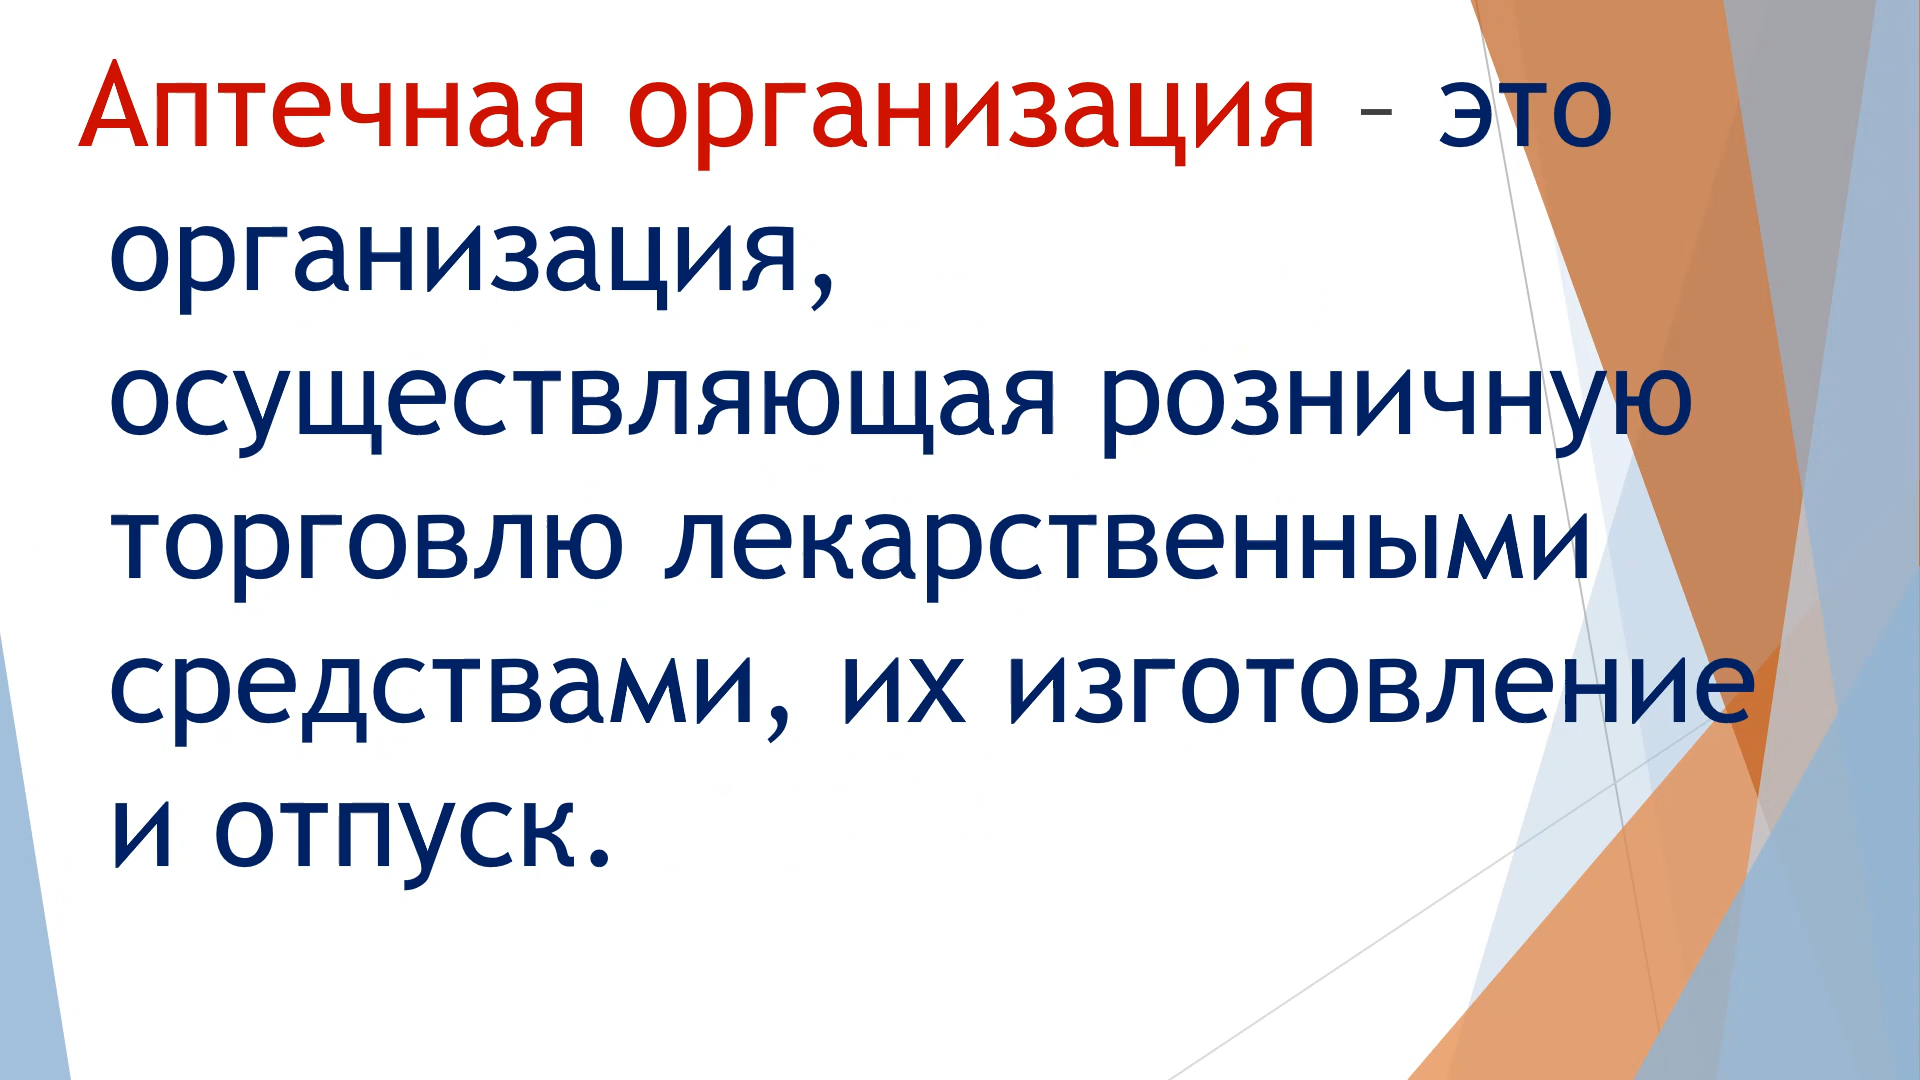 Аптечная организация – это
организация,
осуществляющая розничную
торговлю лекарственными
средствами, их изготовление
и отпуск.